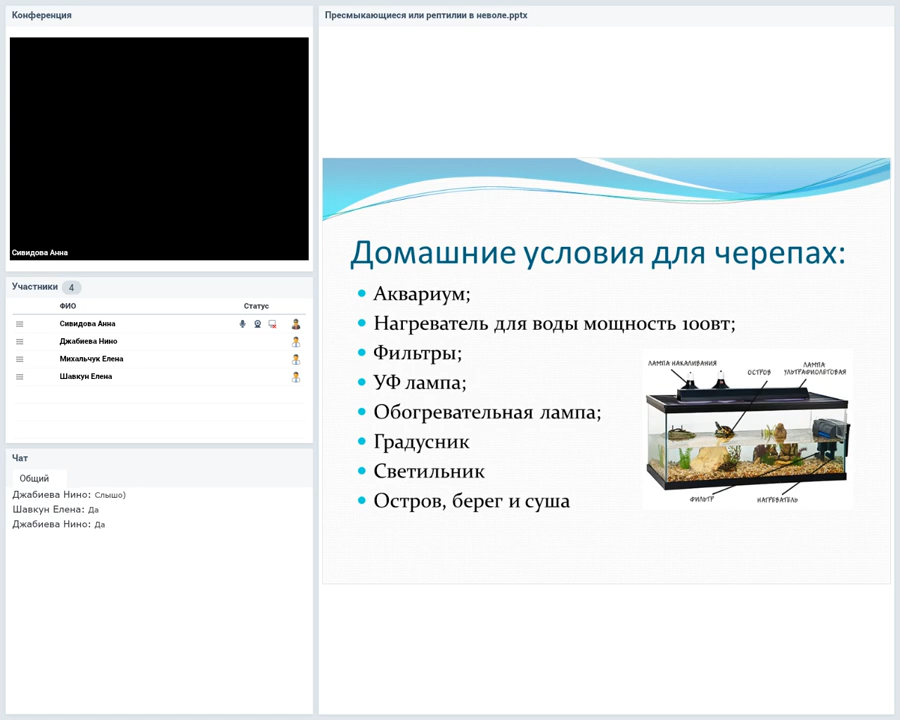 Конференция
Сивидова Анна
Участники 4
ФИО Статус
Сивидова Анна
Джабиева Нино
Михальчук Елена
Шавкун Елена
Чат
Общий
Джабиева Нино: Слышо)
Шавкун Елена: Да
Джабиева Нино: Да
Пресмыкающиеся или рептилии в неволе.pptx
Домашние условия для черепах:
Аквариум;
Нагреватель для воды мощность 100вт;
Фильтры;
УФ лампа;
Обогревательная лампа;
Градусник
Светильник
Остров, берег и суша
ЛАМПА НАКАЛИВАНИЯ
ОСТРОВ
ЛАМПА
УЛЬТРАФИОЛЕТОВАЯ
ФИЛЬТР
НАГРЕВАТЕЛЬ